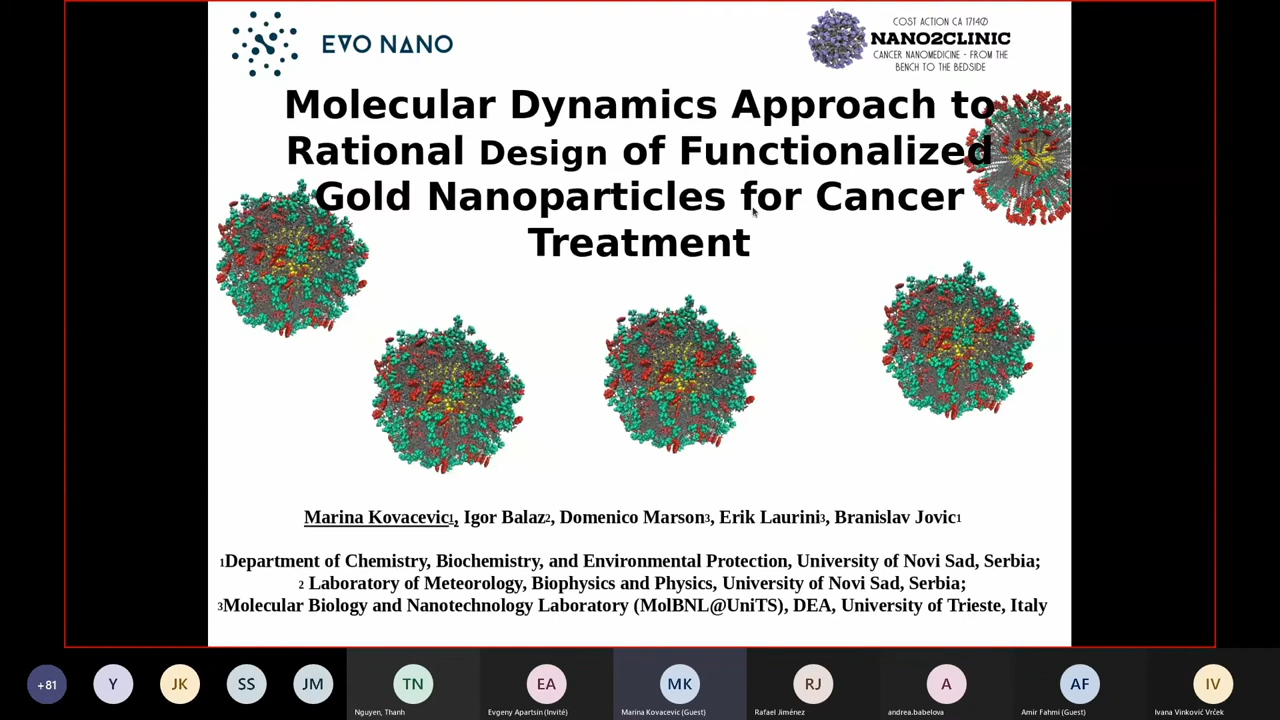 EVO NANO
COST ACTION CA 17140
NANO2CLINIC
CANCER NANOMEDICINE - FROM THE
BENCH TO THE BEDSIDE
Molecular Dynamics Approach to
Rational Design of Functionalized
Gold Nanoparticles for Cancer
Treatment
Marina Kovacevic1, Igor Balaz2, Domenico Marson3, Erik Laurini3, Branislav Jovic1
1Department of Chemistry, Biochemistry, and Environmental Protection, University of Novi Sad, Serbia;
2 Laboratory of Meteorology, Biophysics and Physics, University of Novi Sad, Serbia;
3Molecular Biology and Nanotechnology Laboratory (MolBNL@UniTS), DEA, University of Trieste, Italy
+81 Y JK SS JM TN EA MK RJ A AF IV
Nguyen, Thanh Evgeny Apartsin (Invité) Marina Kovacevic (Guest) Rafael Jiménez andrea.babelova Amir Fahmi (Guest) Ivana Vinković Vrček